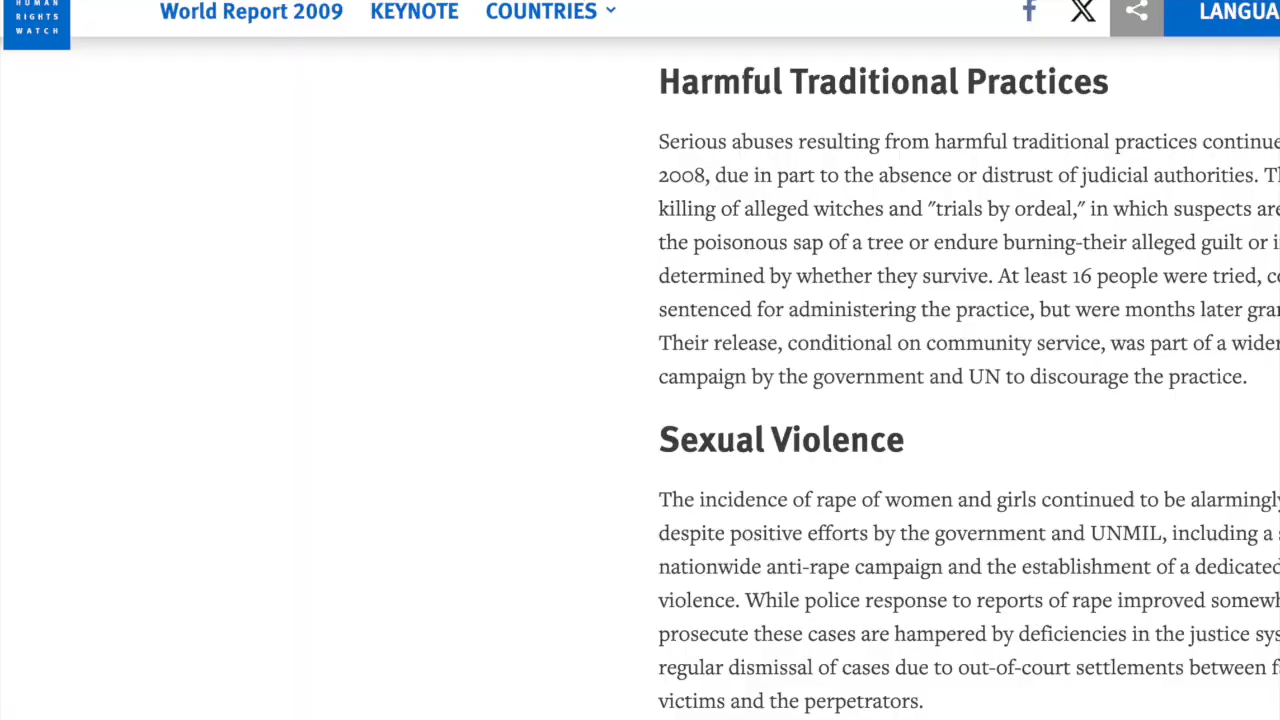 HUMAN
RIGHTS
WATCH
World Report 2009 KEYNOTE COUNTRIES
Harmful Traditional Practices
Serious abuses resulting from harmful traditional practices continue
2008, due in part to the absence or distrust of judicial authorities.
killing of alleged witches and "trials by ordeal," in which suspects are
the poisonous sap of a tree or endure burning-their alleged guilt or
determined by whether they survive. At least 16 people were tried,
sentenced for administering the practice, but were months later
Their release, conditional on community service, was part of a wider
campaign by the government and UN to discourage the practice.
Sexual Violence
The incidence of rape of women and girls continued to be alarmingly
despite positive efforts by the government and UNMIL, including a
nationwide anti-rape campaign and the establishment of a dedicated
violence. While police response to reports of rape improved
prosecute these cases are hampered by deficiencies in the justice
regular dismissal of cases due to out-of-court settlements between
victims and the perpetrators.